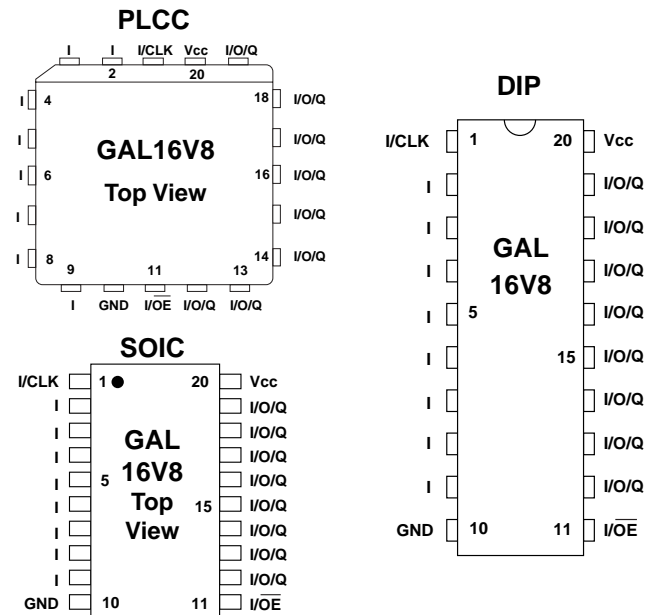 PLCC
I I I/CLK Vcc I/O/Q
2 20
I 4 18 I/O/Q
I I/O/Q
GAL16V8
I 6 16 I/O/Q
Top View
I I/O/Q
I 8 14 I/O/Q
9 11 13
I GND I/OE I/O/Q I/O/Q
SOIC
I/CLK 1 20 Vcc
I I/O/Q
I I/O/Q
GAL
I I/O/Q
16V8
I 5 I/O/Q
Top
I 15 I/O/Q
View
I I/O/Q
I I/O/Q
I I/O/Q
GND 10 11 I/OE
DIP
I/CLK 1 20 Vcc
I I/O/Q
I I/O/Q
GAL
I I/O/Q
16V8
I 5 I/O/Q
I 15 I/O/Q
I I/O/Q
I I/O/Q
I I/O/Q
GND 10 11 I/OE